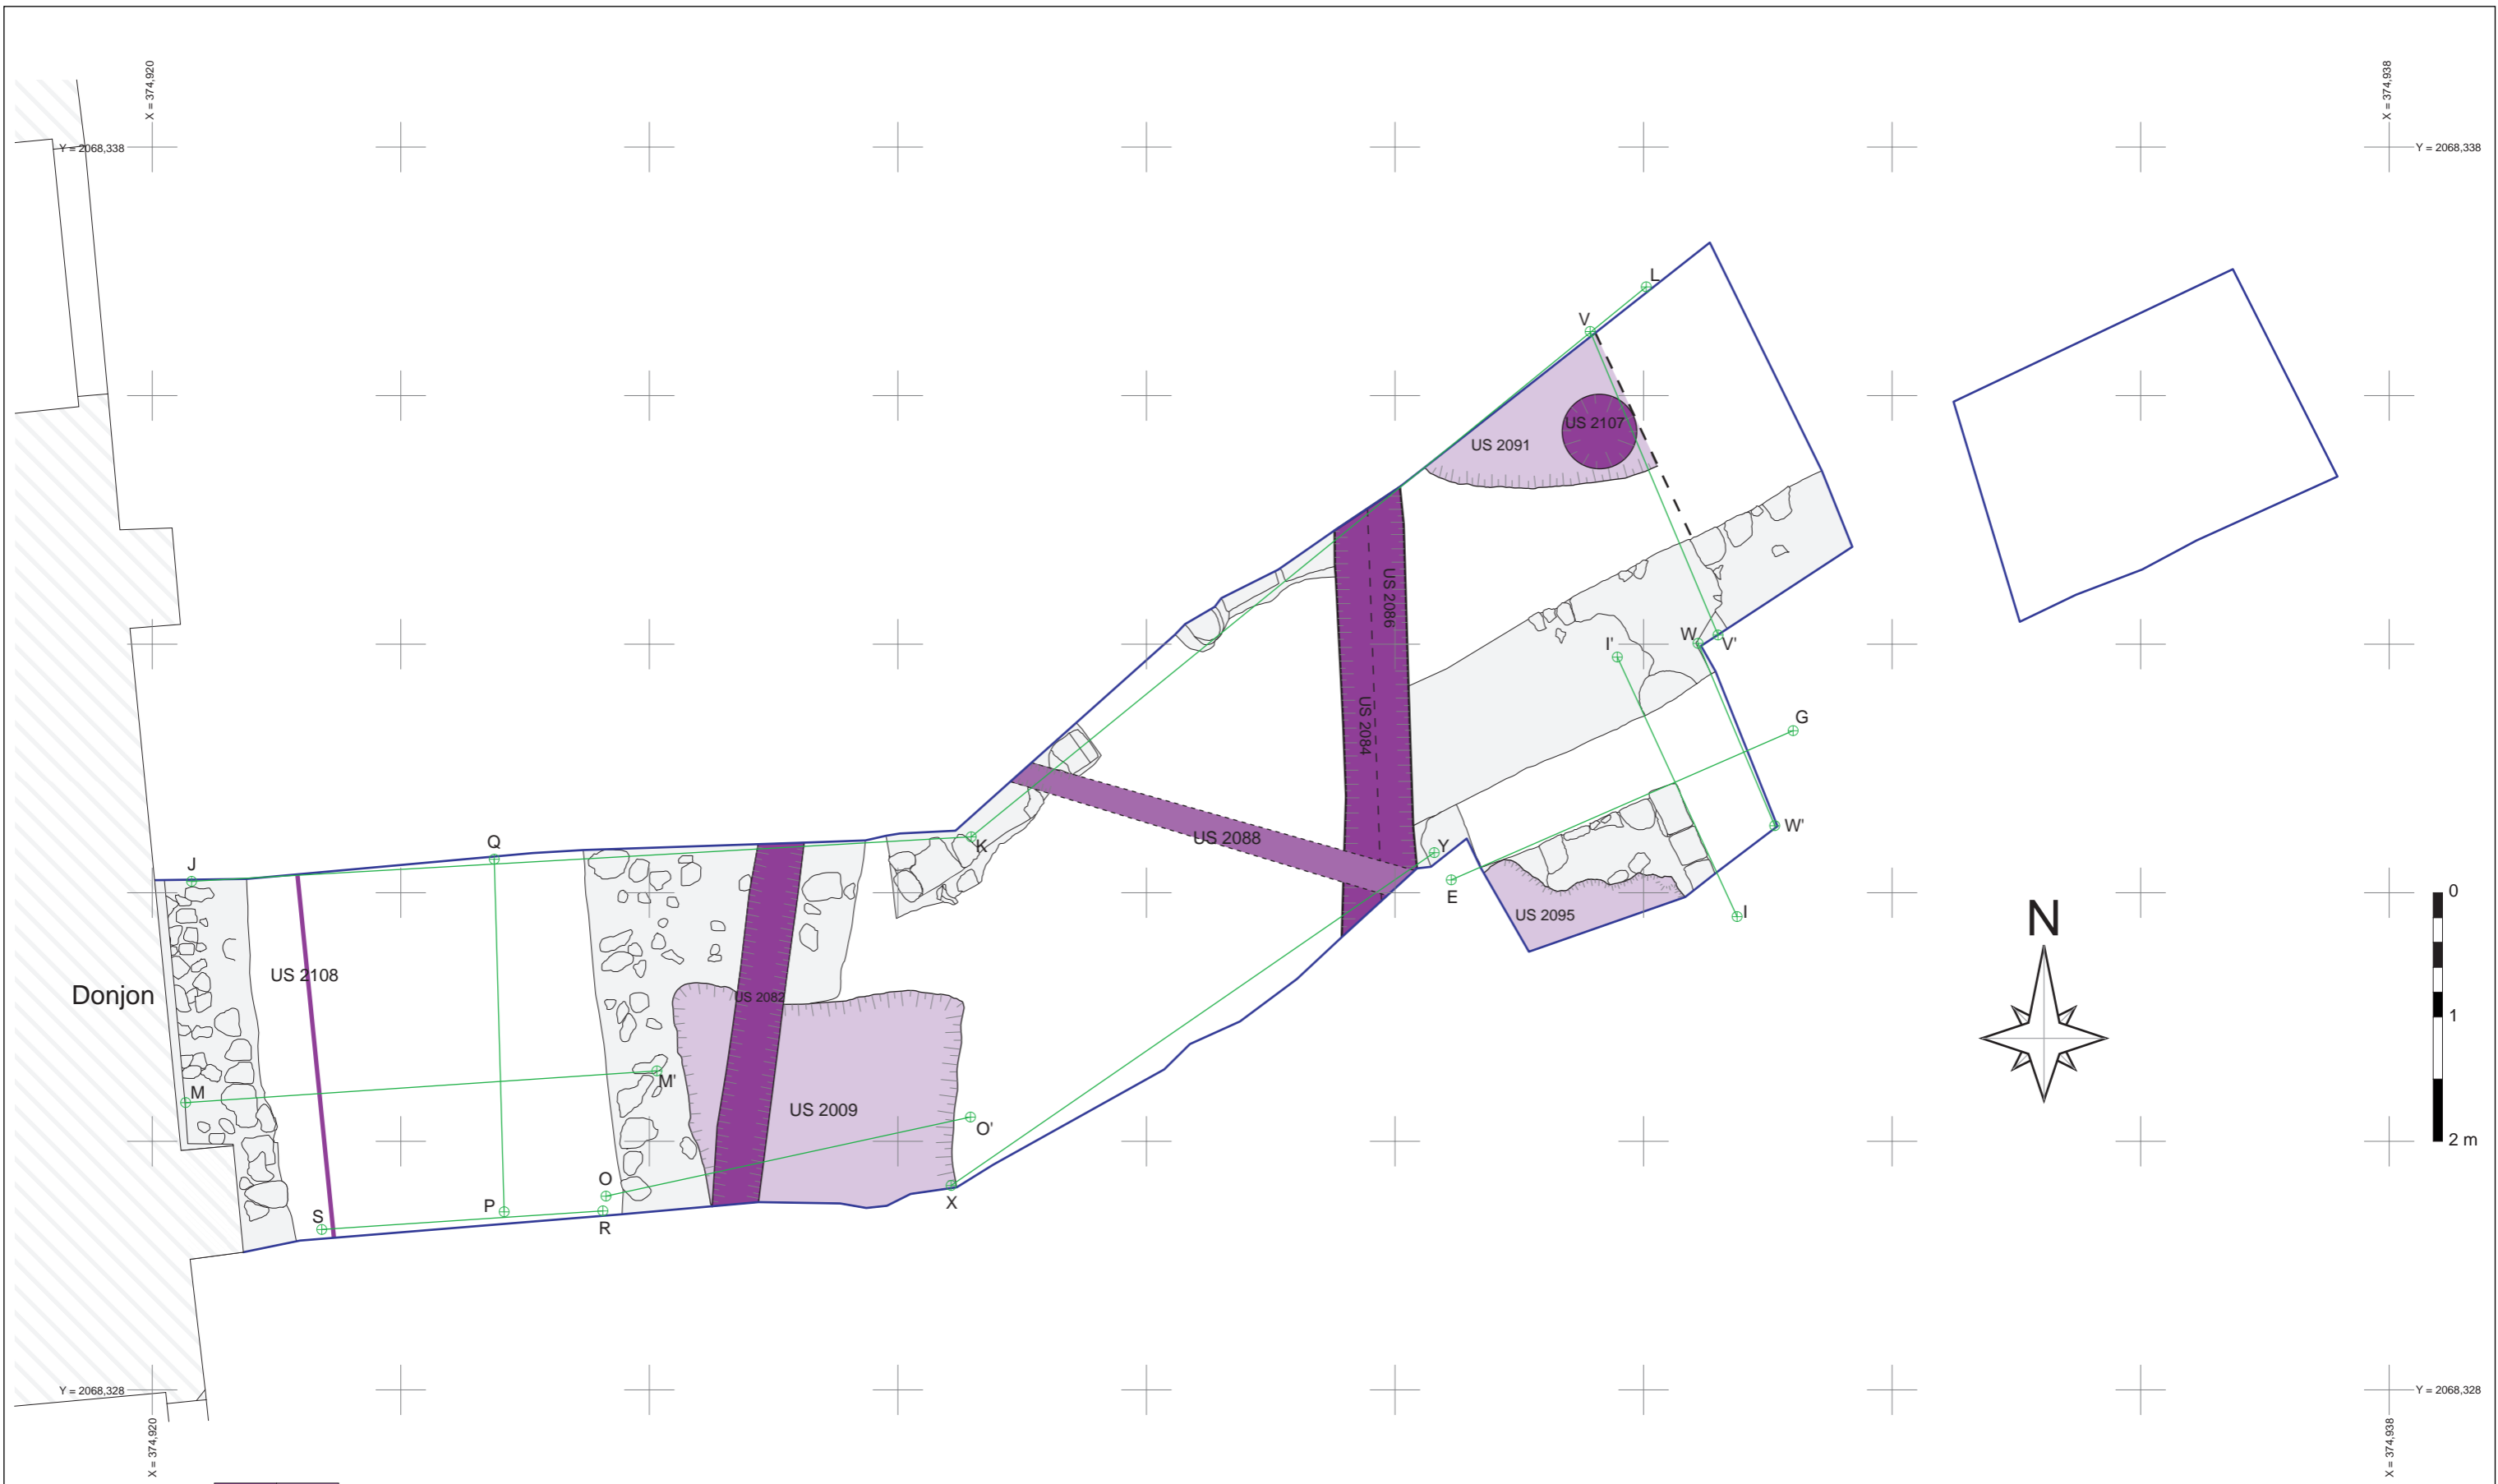 X = 374,920
X = 374,938
Y = 2068,338
Y = 2068,338
L
V
US 2107
US 2091
US 2086
W
V'
I'
US 2084
G
Q
K
US 2088
Y
W'
J
E
0
US 2095
I
N
US 2108
Donjon
US 2082
1
M
M'
US 2009
O'
2 m
O
X
P
S
R
Y = 2068,328
Y = 2068,328
X = 374,920
X = 374,938